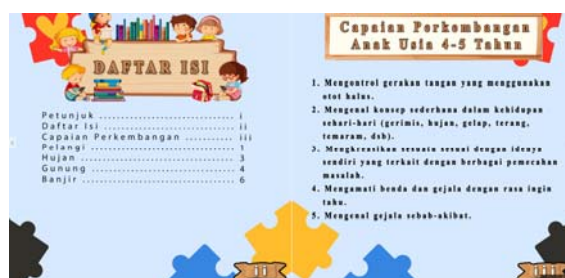 DAFTAR ISI
Petunjuk ................................ i
Daftar Isi .............................. ii
Capaian Perkembangan ........... iii
Pelangi ................................. 1
Hujan .................................... 3
Gunung ................................. 4
Banjir .................................... 6
ii
Capaian Perkembangan
Anak Usia 4-5 Tahun
1. Mengontrol gerakan tangan yang menggunakan
otot halus.
2. Mengenal konsep sederhana dalam kehidupan
sehari-hari (gerimis, hujan, gelap, terang,
temaram, dsb).
3. Mengkreasikan sesuatu sesuai dengan idenya
sendiri yang terkait dengan berbagai pemecahan
masalah.
4. Mengamati benda dan gejala dengan rasa ingin
tahu.
5. Mengenal gejala sebab-akibat.
iii